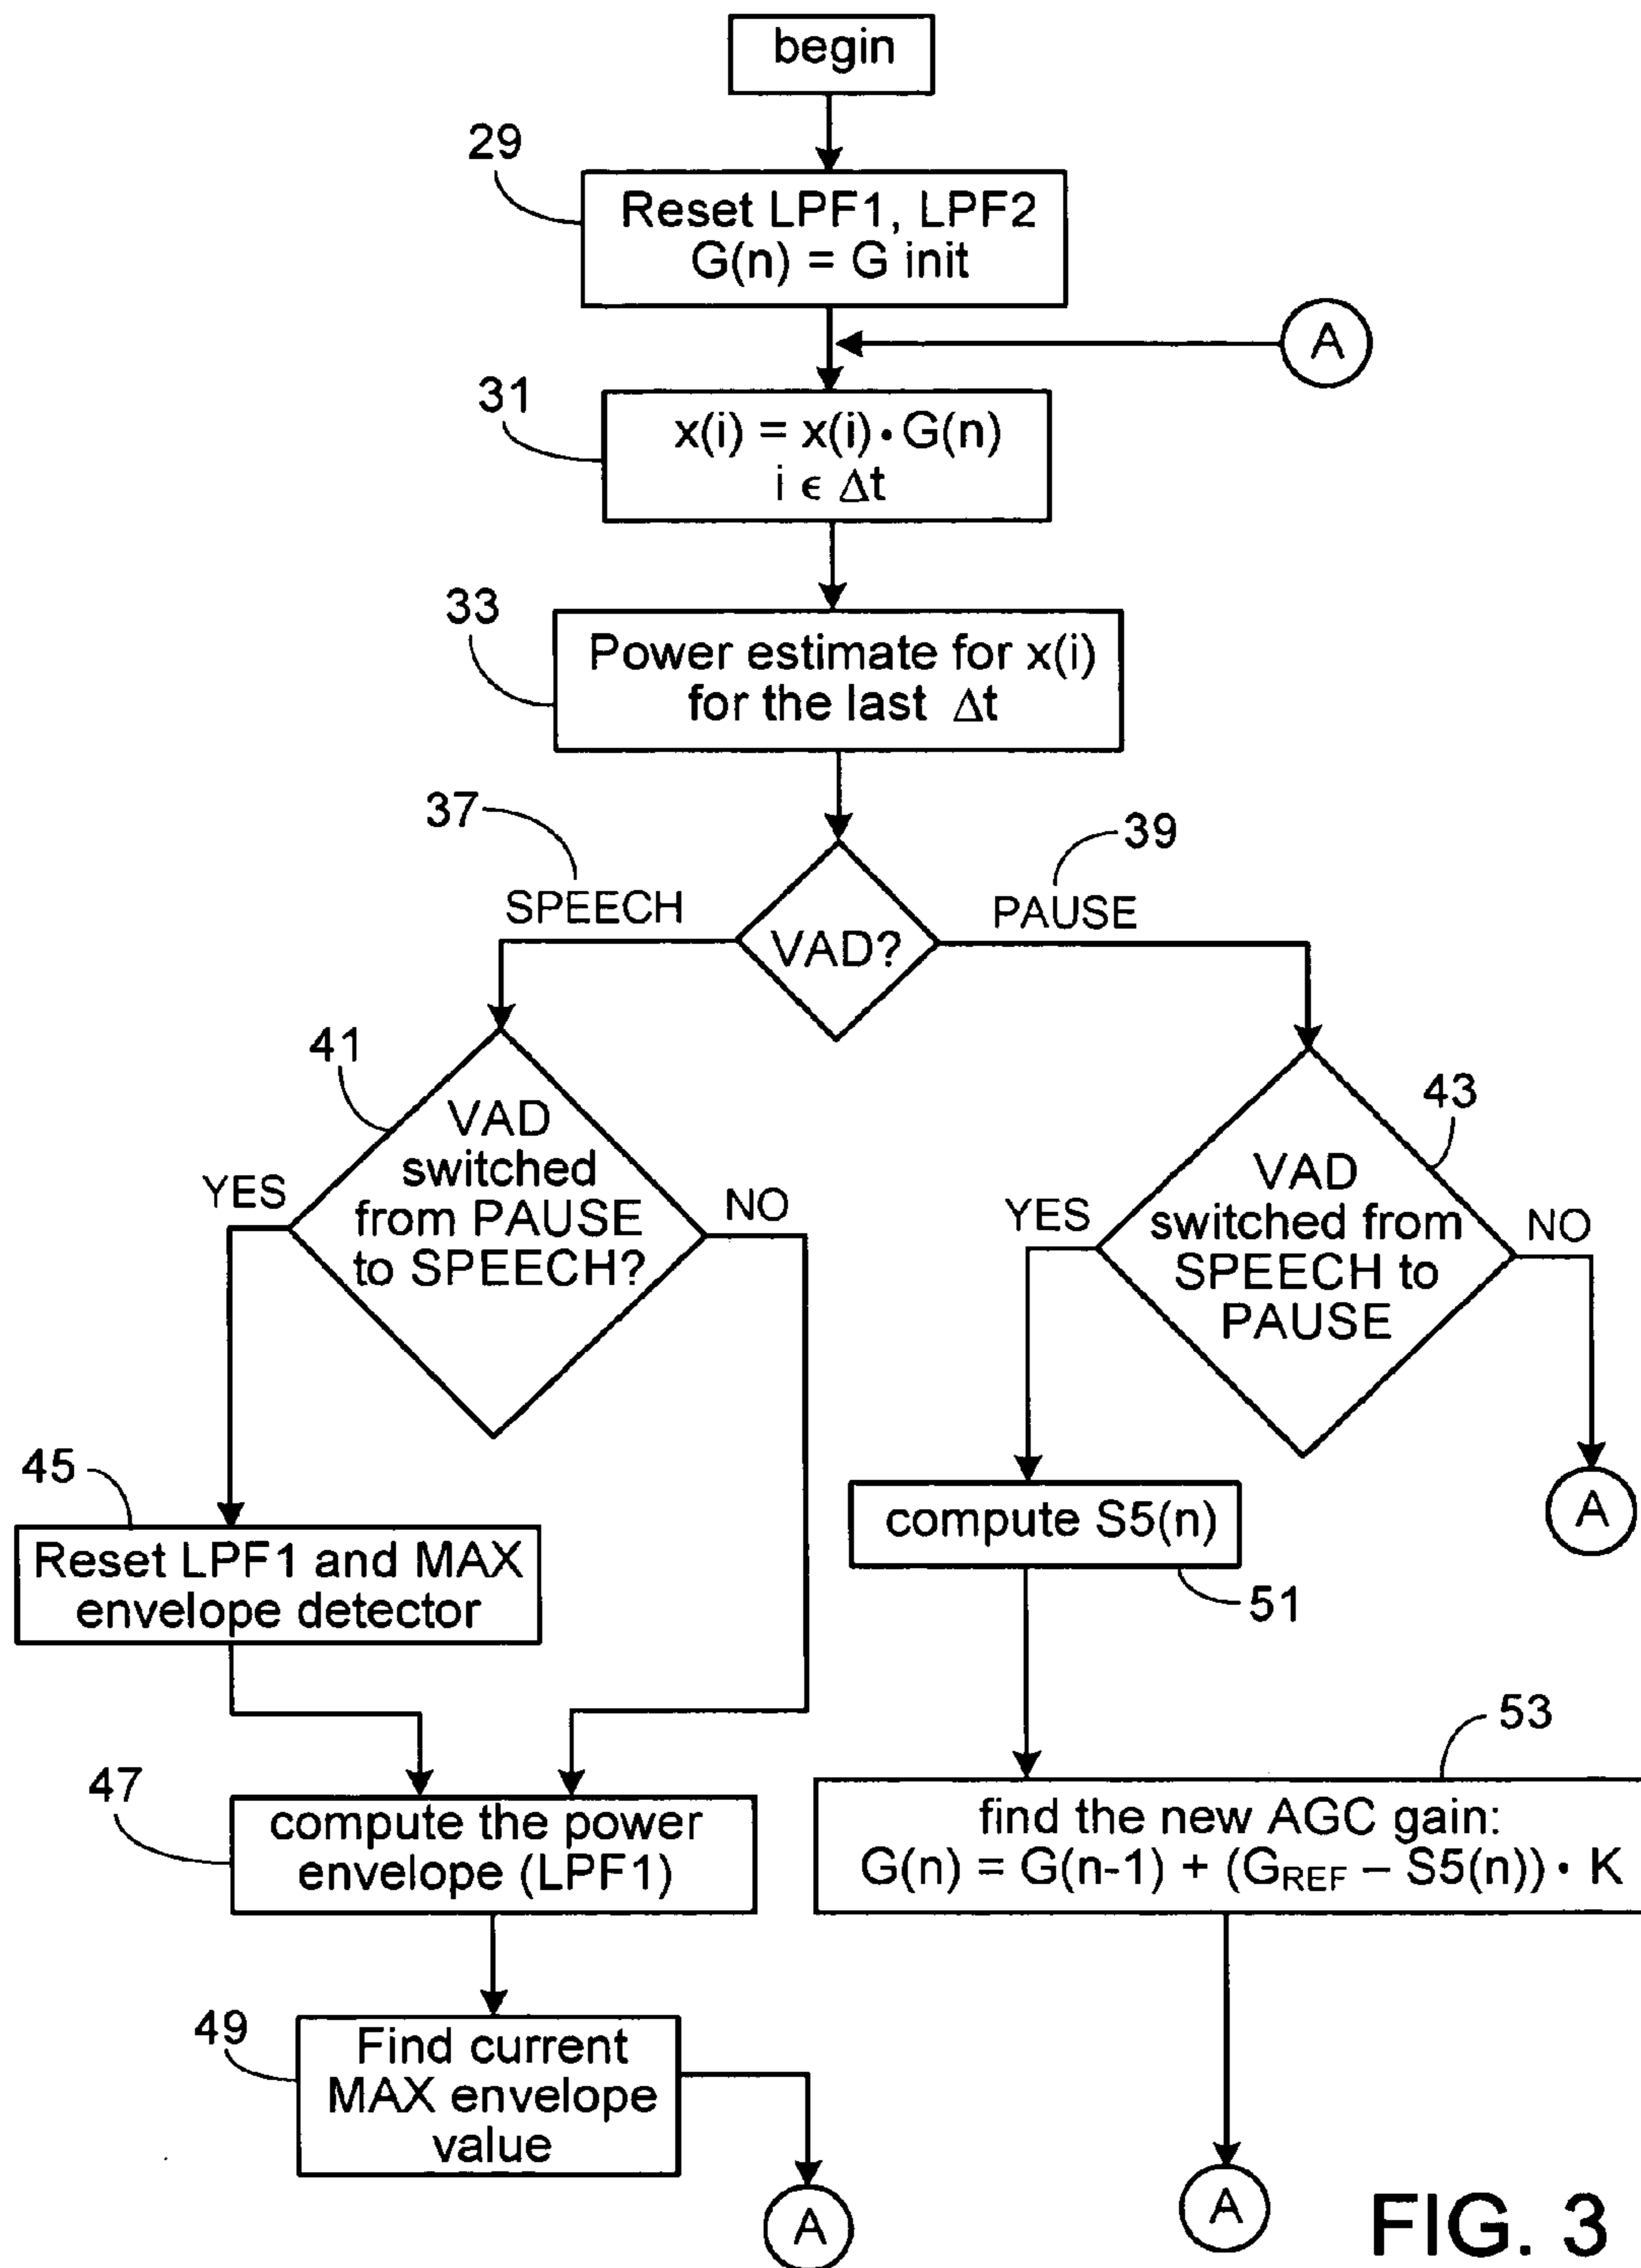 begin
29
Reset LPF1, LPF2
G(n) = G init
A
31
x(i) = x(i)•G(n)
i ϵ Δt
33
Power estimate for x(i)
for the last Δt
37
39
SPEECH
PAUSE
VAD?
41
VAD
switched
from PAUSE
to SPEECH?
YES
NO
43
VAD
switched from
SPEECH to
PAUSE
YES
NO
45
Reset LPF1 and MAX
envelope detector
compute S5(n)
51
A
47
compute the power
envelope (LPF1)
53
find the new AGC gain:
G(n) = G(n-1) + (GREF – S5(n))• K
49
Find current
MAX envelope
value
A
A
FIG. 3